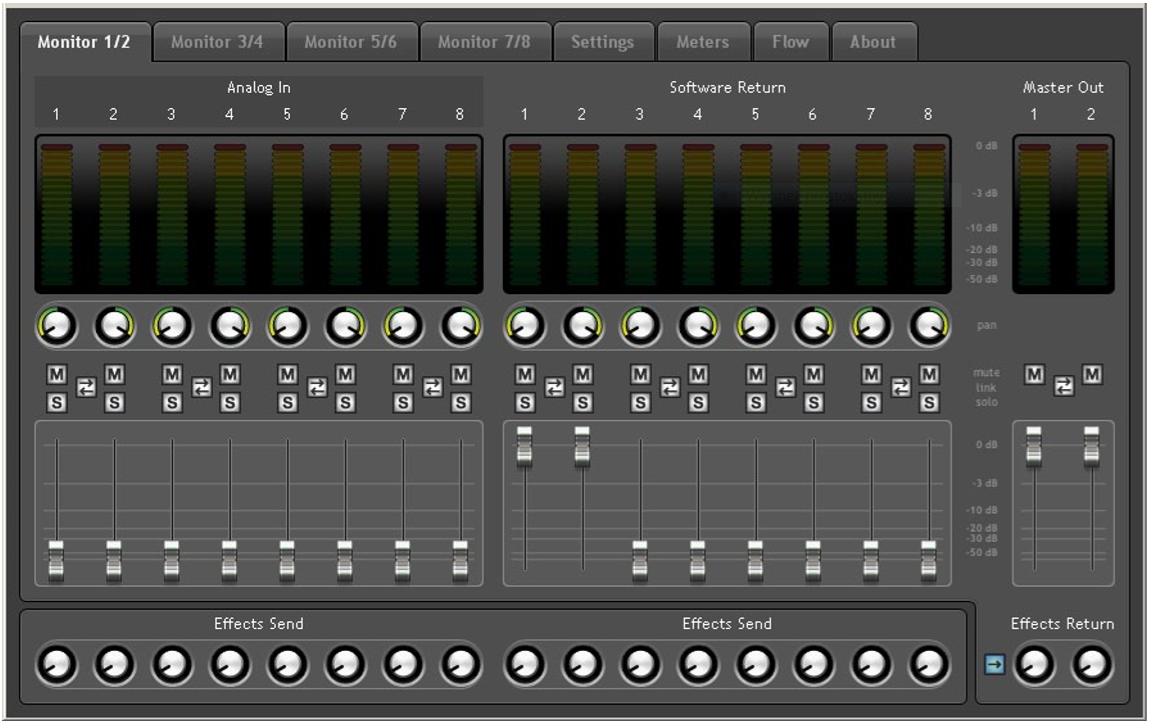 Monitor 1/2 Monitor 3/4 Monitor 5/6 Monitor 7/8 Settings Meters Flow About
Analog In Software Return Master Out
1 2 3 4 5 6 7 8 1 2 3 4 5 6 7 8 1 2
0 dB
-3 dB
-10 dB
-20 dB
-30 dB
-50 dB
pan
M M M M M M M M M M M M M M M M mute M M
link
S S S S S S S S S S S S S S S S solo
0 dB
-3 dB
-10 dB
-20 dB
-30 dB
-50 dB
Effects Send Effects Send Effects Return